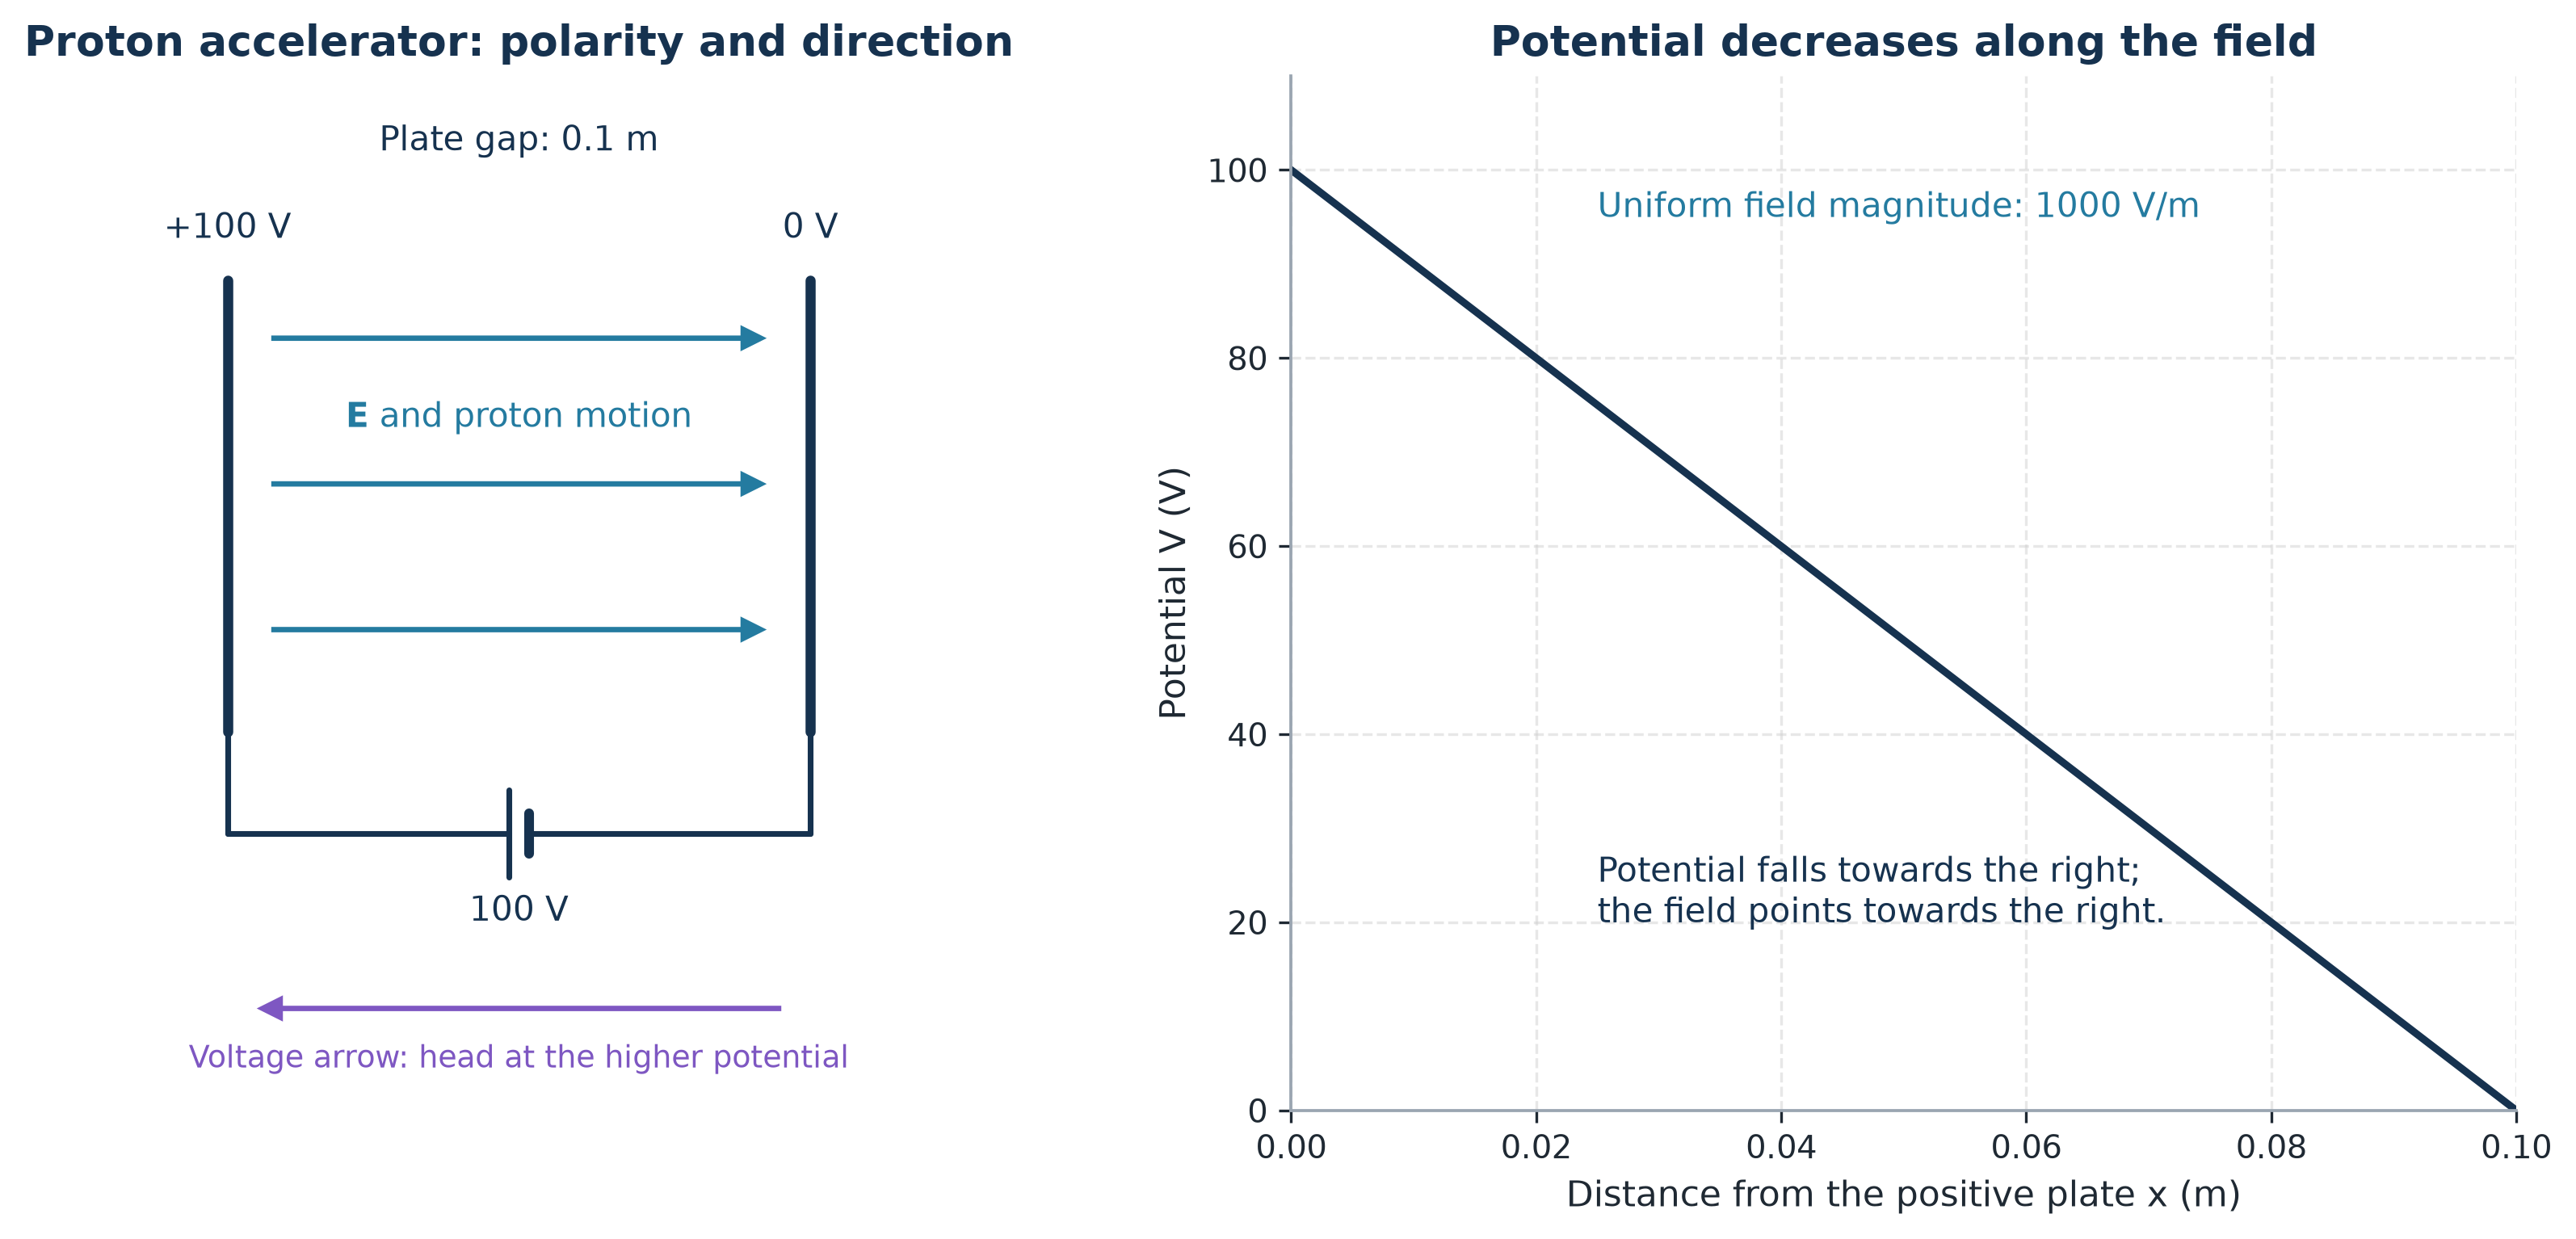 Proton accelerator: polarity and direction
Plate gap: 0.1 m
+100 V
0 V
E and proton motion
100 V
Voltage arrow: head at the higher potential
Potential decreases along the field
Uniform field magnitude: 1000 V/m
Potential falls towards the right;
the field points towards the right.
Potential V (V)
100
80
60
40
20
0
0.00 0.02 0.04 0.06 0.08 0.10
Distance from the positive plate x (m)